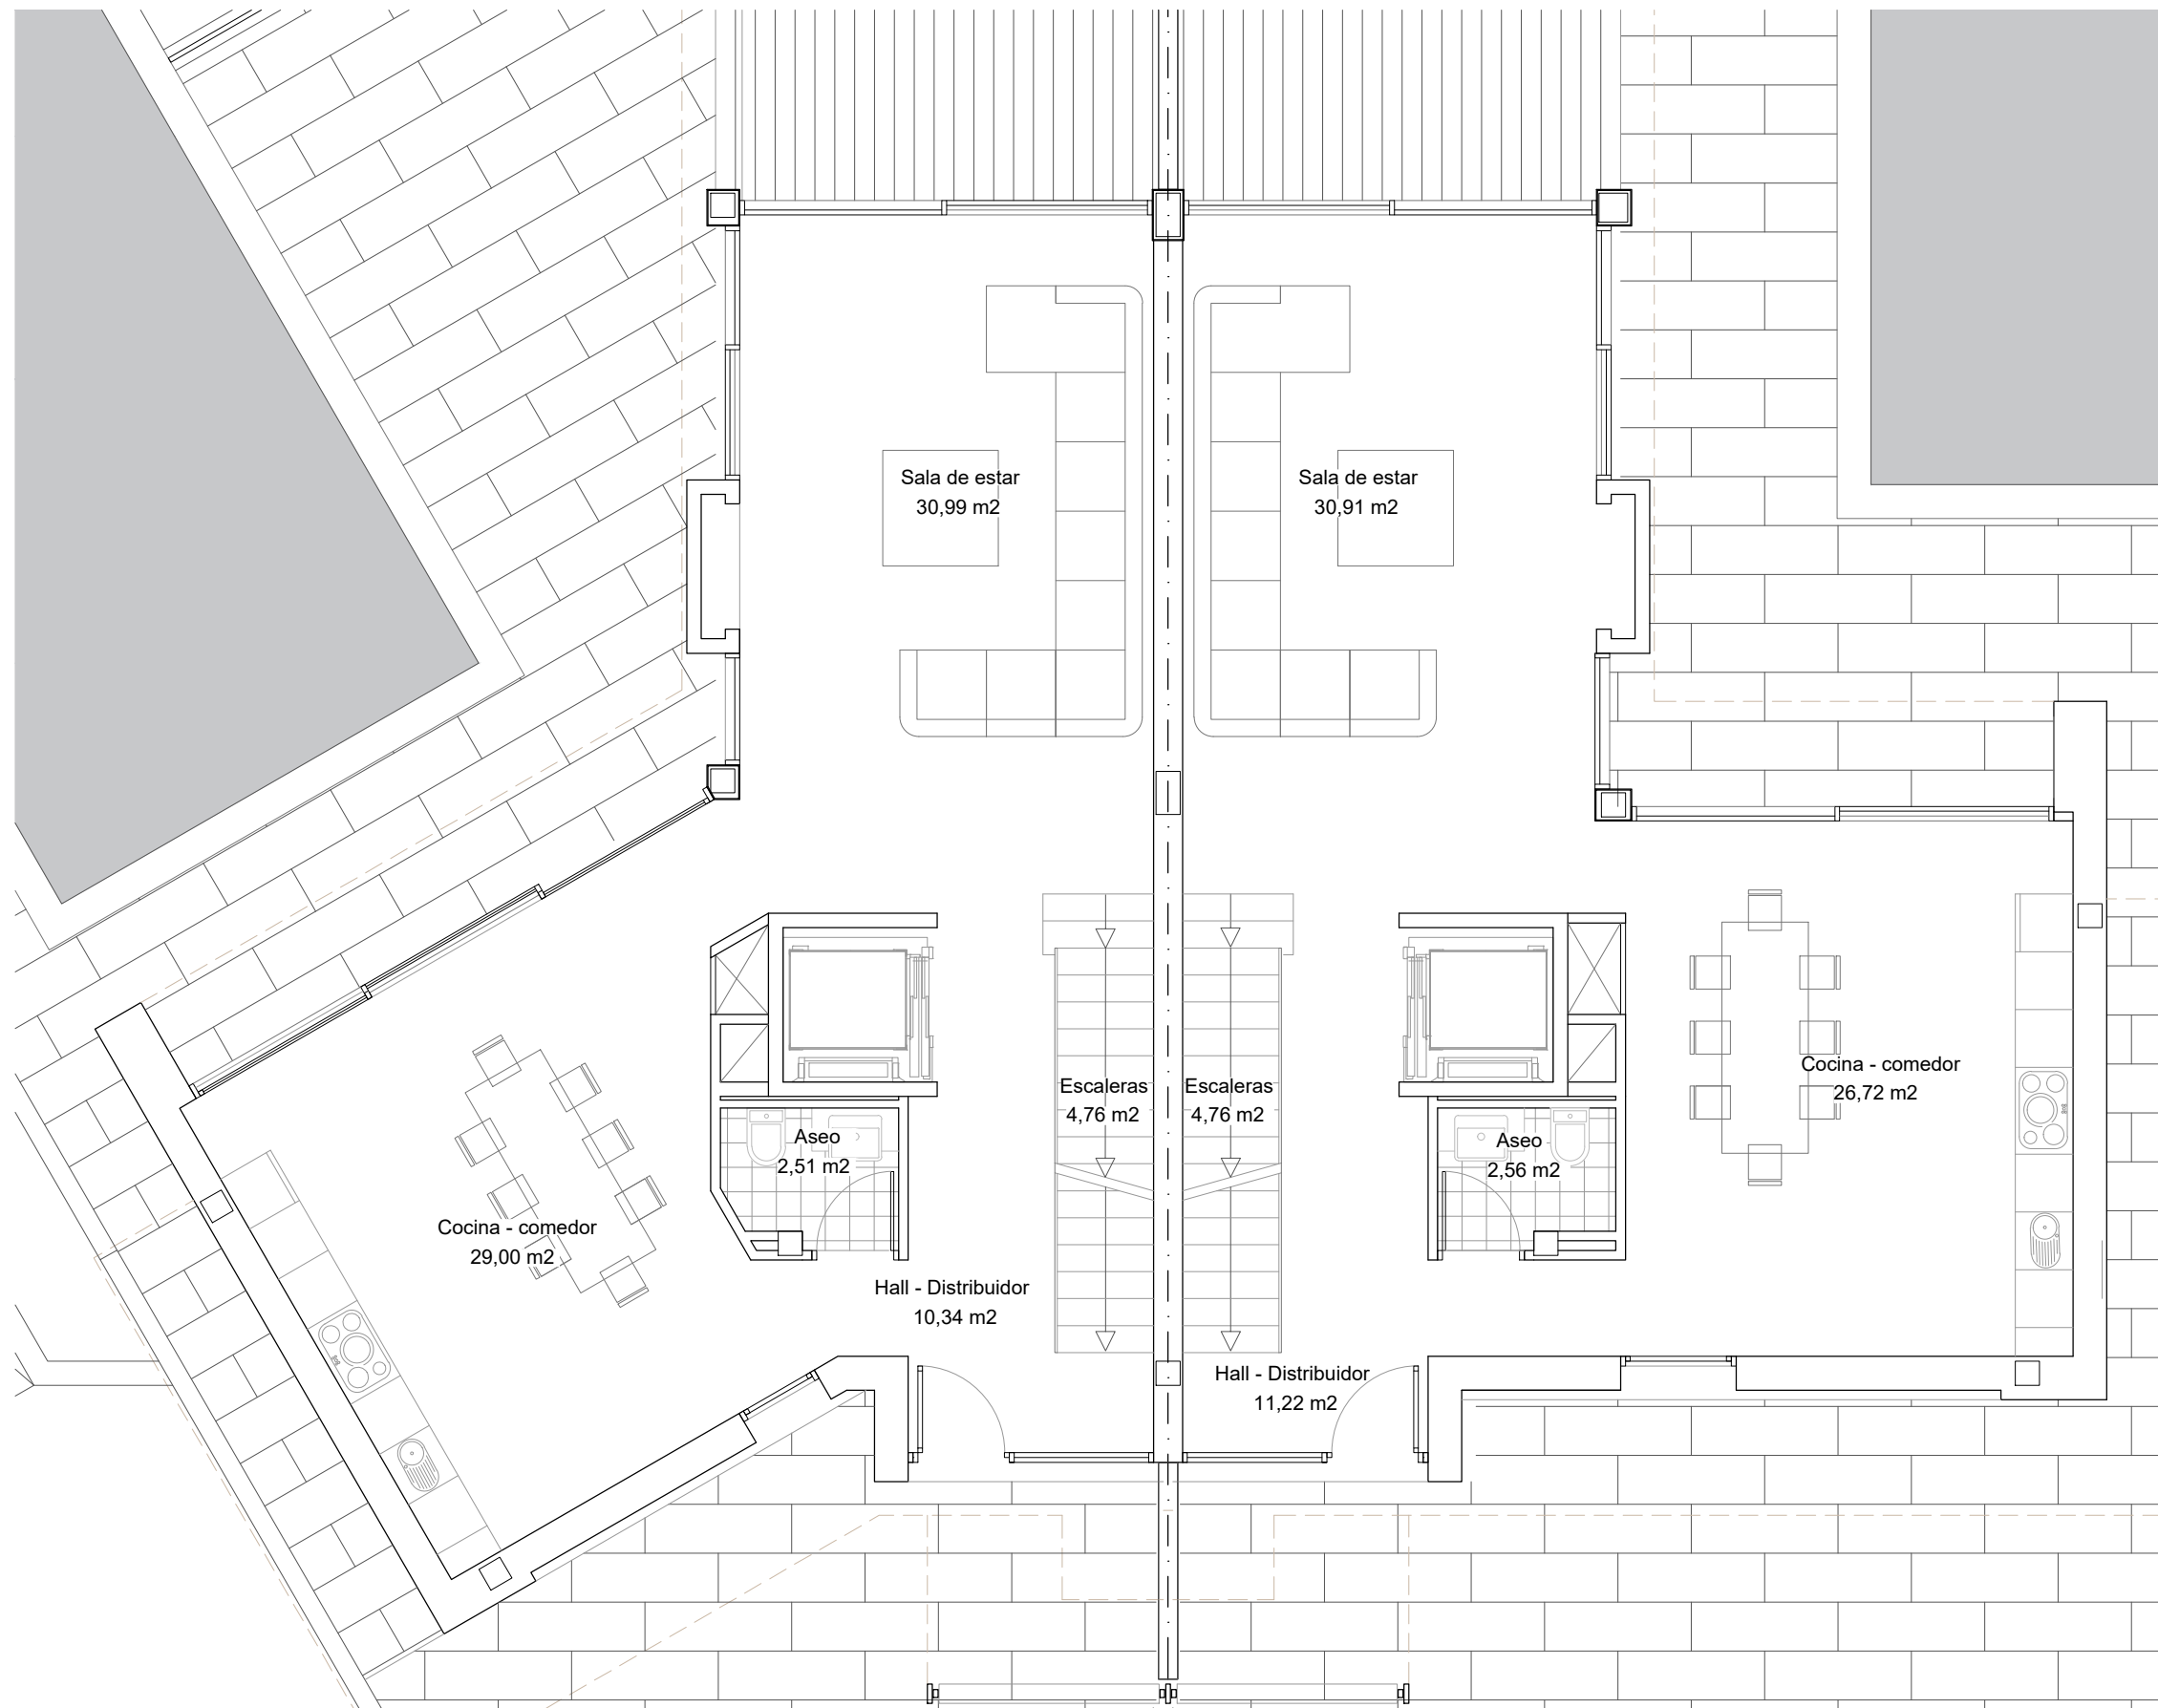 Sala de estar
30,99 m2
Sala de estar
30,91 m2
Escaleras
4,76 m2
Escaleras
4,76 m2
Cocina - comedor
26,72 m2
Aseo
2,51 m2
Aseo
2,56 m2
Cocina - comedor
29,00 m2
Hall - Distribuidor
10,34 m2
Hall - Distribuidor
11,22 m2